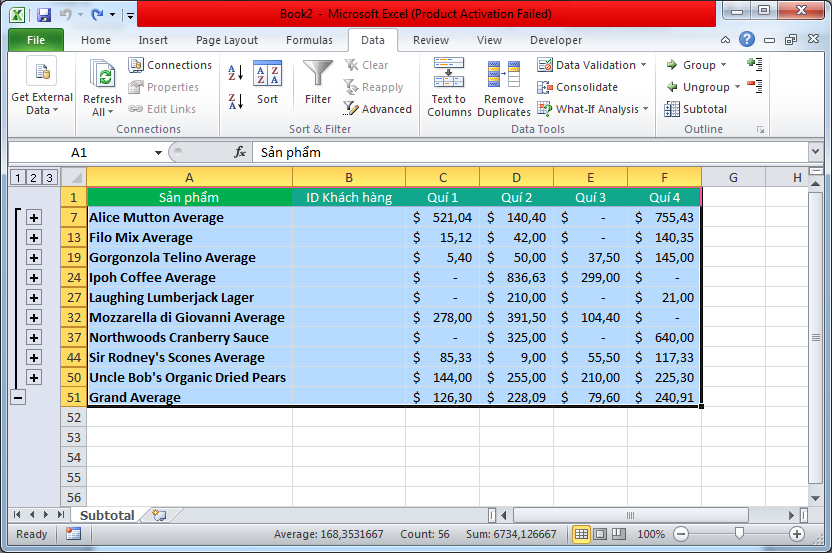 Book2 - Microsoft Excel (Product Activation Failed)
File Home Insert Page Layout Formulas Data Review View Developer
Get External Data
Refresh All
Connections
Properties
Edit Links
Connections
Sort
Filter
Clear
Reapply
Advanced
Sort & Filter
Text to Columns
Remove Duplicates
Data Validation
Consolidate
What-If Analysis
Data Tools
Group
Ungroup
Subtotal
Outline
A1 fx Sản phẩm
1 2 3 A B C D E F G H
1 Sản phẩm ID Khách hàng Quí 1 Quí 2 Quí 3 Quí 4
7 Alice Mutton Average $ 521,04 $ 140,40 $ - $ 755,43
13 Filo Mix Average $ 15,12 $ 42,00 $ - $ 140,35
19 Gorgonzola Telino Average $ 5,40 $ 50,00 $ 37,50 $ 145,00
24 Ipoh Coffee Average $ - $ 836,63 $ 299,00 $ -
27 Laughing Lumberjack Lager $ - $ 210,00 $ - $ 21,00
32 Mozzarella di Giovanni Average $ 278,00 $ 391,50 $ 104,40 $ -
37 Northwoods Cranberry Sauce $ - $ 325,00 $ - $ 640,00
44 Sir Rodney's Scones Average $ 85,33 $ 9,00 $ 55,50 $ 117,33
50 Uncle Bob's Organic Dried Pears $ 144,00 $ 255,00 $ 210,00 $ 225,30
51 Grand Average $ 126,30 $ 228,09 $ 79,60 $ 240,91
52
53
54
55
56
Subtotal
Ready Average: 168,3531667 Count: 56 Sum: 6734,126667 100%